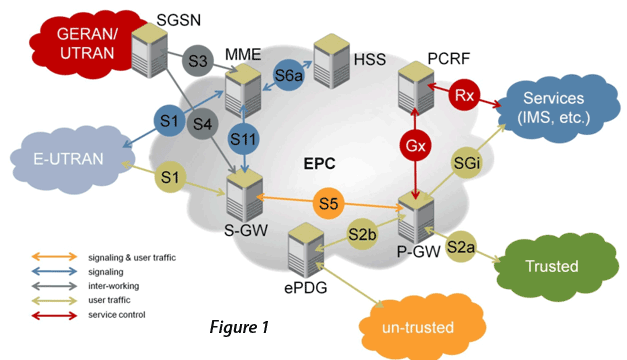 SGSN
GERAN/
UTRAN
S3
MME
S6a
HSS
PCRF
Rx
Services
(IMS, etc.)
S1
S4
S11
Gx
E-UTRAN
S1
EPC
SGi
S5
S-GW
S2b
P-GW
S2a
ePDG
Trusted
un-trusted
signaling & user traffic
signaling
inter-working
user traffic
service control
Figure 1